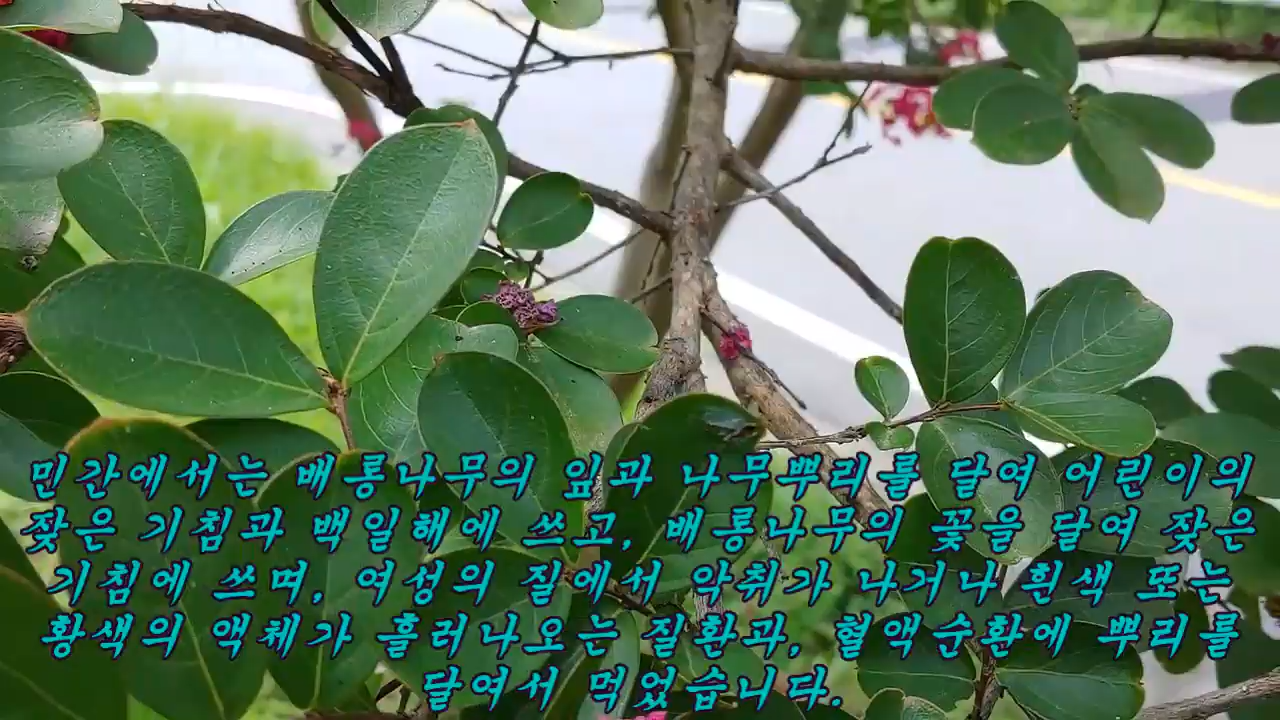 민간에서는 배롱나무의 잎과 나무뿌리를 달여 어린이의
잦은 기침과 백일해에 쓰고, 배롱나무의 꽃을 달여 잦은
기침에 쓰며, 여성의 질에서 악취가 나거나 흰색 또는
황색의 액체가 흘러나오는 질환과, 혈액순환에 뿌리를
달여서 먹었습니다.